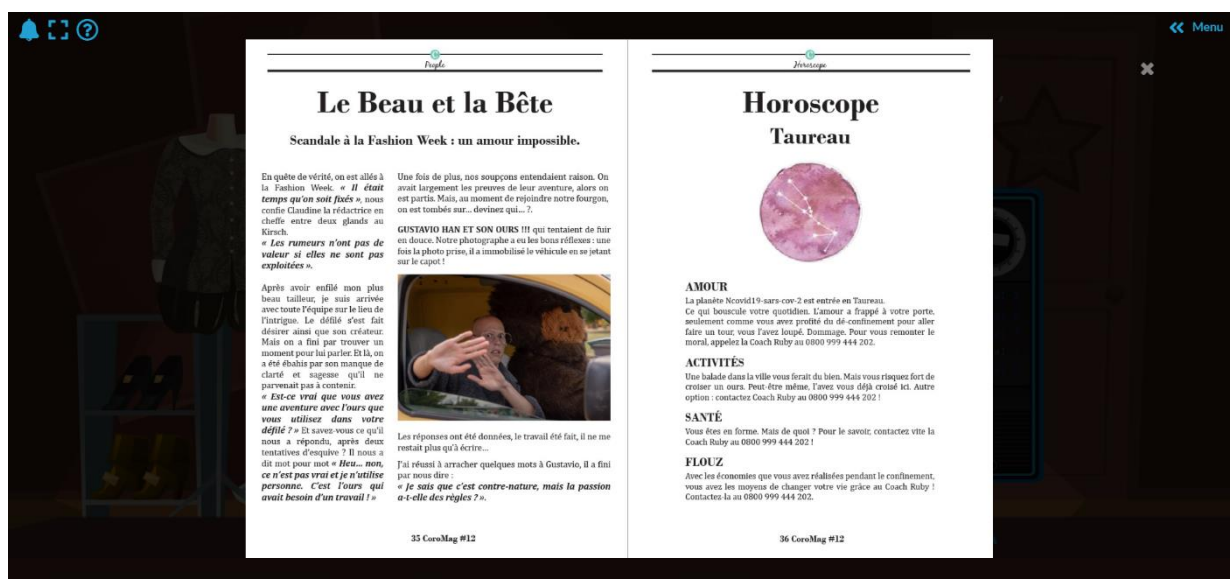 Menu
People
Le Beau et la Bête
Scandale à la Fashion Week : un amour impossible.
En quête de vérité, on est allés à
la Fashion Week. « Il était
temps qu'on soit fixés », nous
confie Claudine la rédactrice en
cheffe entre deux glands au
Kirsch.
« Les rumeurs n'ont pas de
valeur si elles ne sont pas
exploitées ».
Après avoir enfilé mon plus
beau tailleur, je suis arrivée
avec toute l'équipe sur le lieu de
l'intrigue. Le défilé s'est fait
désirer ainsi que son créateur.
Mais on a fini par trouver un
moment pour lui parler. Et là, on
a été ébahis par son manque de
clarté et sagesse qu'il ne
parvenait pas à contenir.
« Est-ce vrai que vous avez
une aventure avec l'ours que
vous utilisez dans votre
défilé ? » Et savez-vous ce qu'il
nous a répondu, après deux
tentatives d'esquive ? Il nous a
dit mot pour mot « Heu... non,
ce n'est pas vrai et je n'utilise
personne. C'est l'ours qui
avait besoin d'un travail ! »
Une fois de plus, nos soupçons entendaient raison. On
avait largement les preuves de leur aventure, alors on
est partis. Mais, au moment de rejoindre notre fourgon,
on est tombés sur... devinez qui... ?.
GUSTAVIO HAN ET SON OURS !!! qui tentaient de fuir
en douce. Notre photographe a eu les bons réflexes : une
fois la photo prise, il a immobilisé le véhicule en se jetant
sur le capot !
Les réponses ont été données, le travail été fait, il ne me
restait plus qu'à écrire...
J'ai réussi à arracher quelques mots à Gustavio, il a fini
par nous dire :
« Je sais que c'est contre-nature, mais la passion
a-t-elle des règles ? ».
35 CoroMag #12
Horoscope
Horoscope
Taureau
AMOUR
La planète Ncovid19-sars-cov-2 est entrée en Taureau.
Ce qui bouscule votre quotidien. L'amour a frappé à votre porte,
seulement comme vous avez profité du dé-confinement pour aller
faire un tour, vous l'avez loupé. Dommage. Pour vous remonter le
moral, appelez la Coach Ruby au 0800 999 444 202.
ACTIVITÉS
Une balade dans la ville vous ferait du bien. Mais vous risquez fort de
croiser un ours. Peut-être même, l'avez vous déjà croisé ici. Autre
option : contactez Coach Ruby au 0800 999 444 202 !
SANTÉ
Vous êtes en forme. Mais de quoi ? Pour le savoir, contactez vite la
Coach Ruby au 0800 999 444 202 !
FLOUZ
Avec les économies que vous avez réalisées pendant le confinement,
vous avez les moyens de changer votre vie grâce au Coach Ruby !
Contactez-la au 0800 999 444 202.
36 CoroMag #12